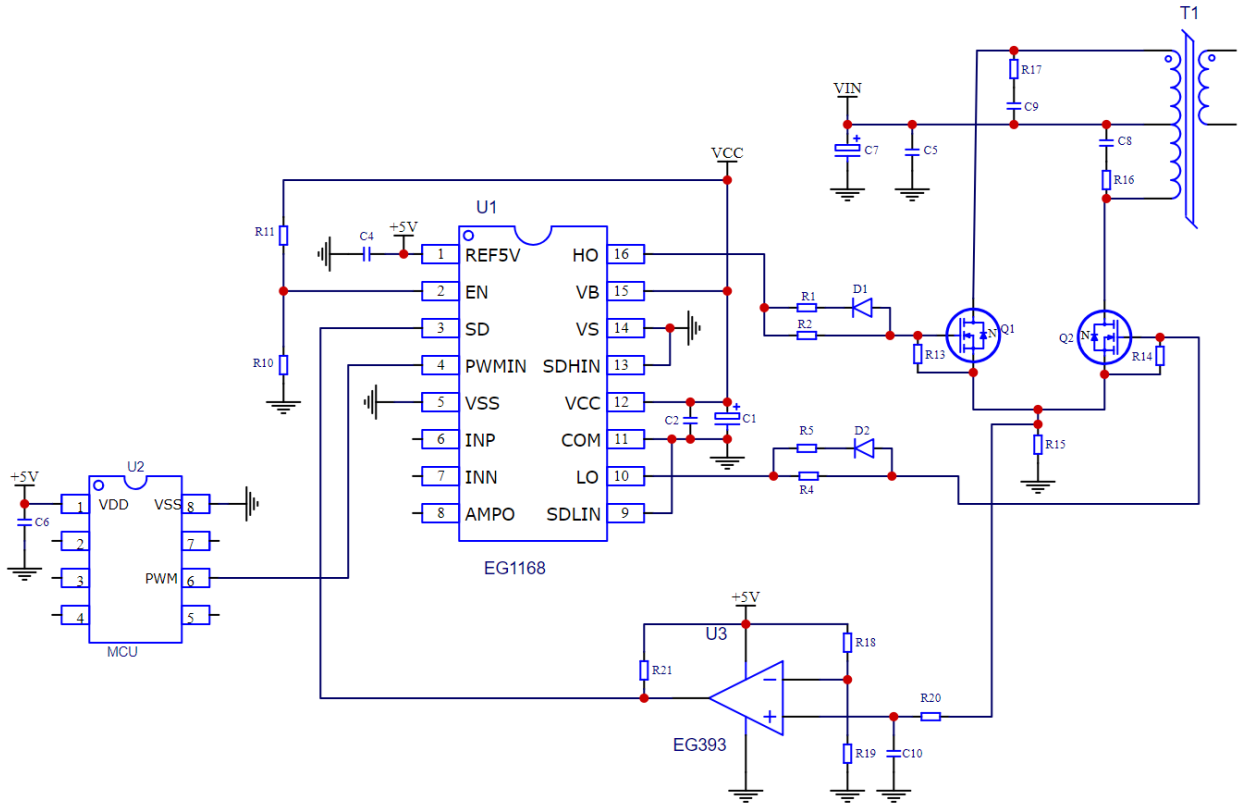 T1
R17
C9
VIN
C7
C5
C8
R16
VCC
U1
R11
C4
+5V
1 REF5V HO 16
2 EN VB 15
3 SD VS 14
4 PWMIN SDHIN 13
5 VSS VCC 12
6 INP COM 11
7 INN LO 10
8 AMPO SDLIN 9
EG1168
R10
R1
D1
R2
R13
N
Q1
Q2
N
R14
C2
+
C1
+
R5
D2
R4
R15
U2
+5V
C6
1 VDD VSS 8
2 7
3 PWM 6
4 5
MCU
+5V
U3
R21
R18
R20
−
+
EG393
R19
C10